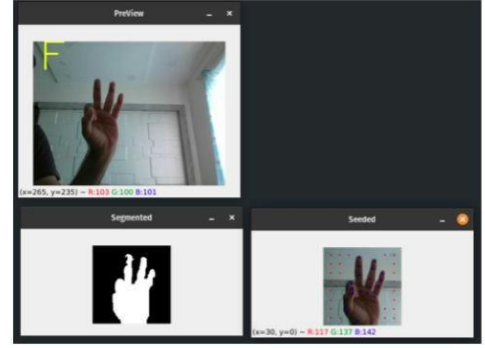 PreView
F
(x=265, y=235) ~ R:103 G:100 B:101
Segmented
Seeded
(x=30, y=0) ~ R:117 G:137 B:142